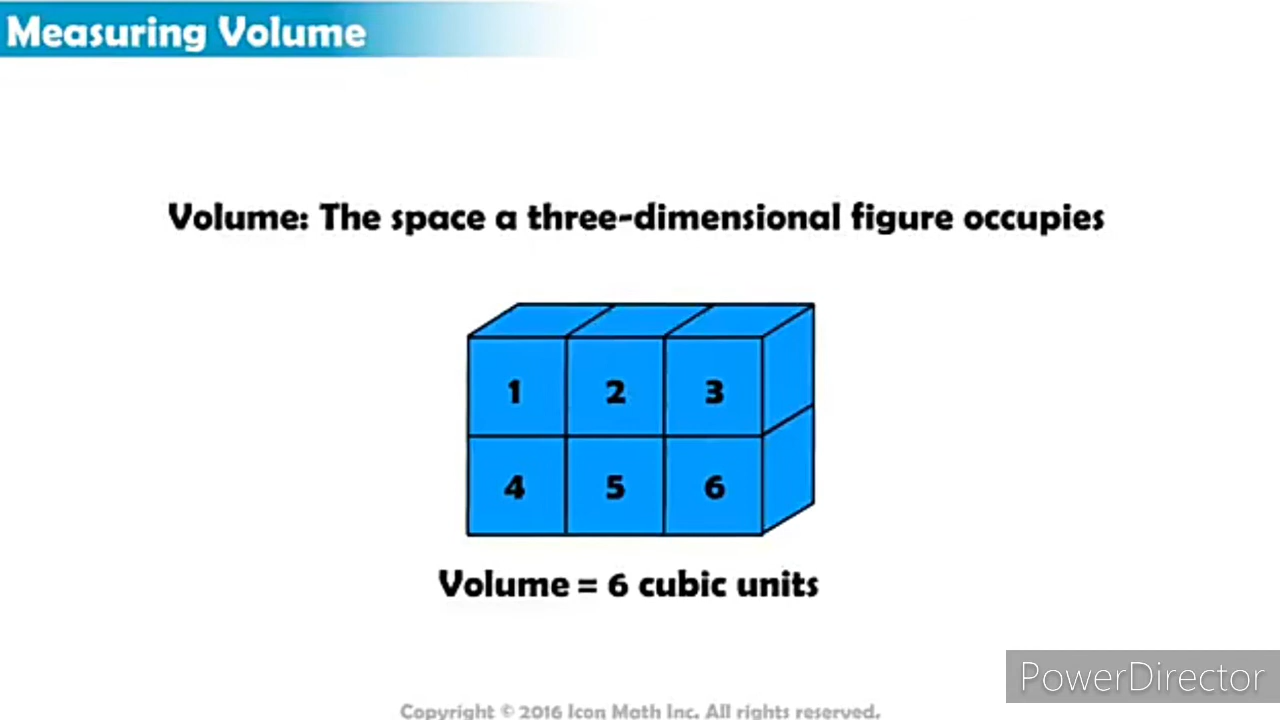 Measuring Volume
Volume: The space a three-dimensional figure occupies
1 2 3
4 5 6
Volume = 6 cubic units
PowerDirector
Copyright © 2016 Icon Math Inc. All rights reserved.